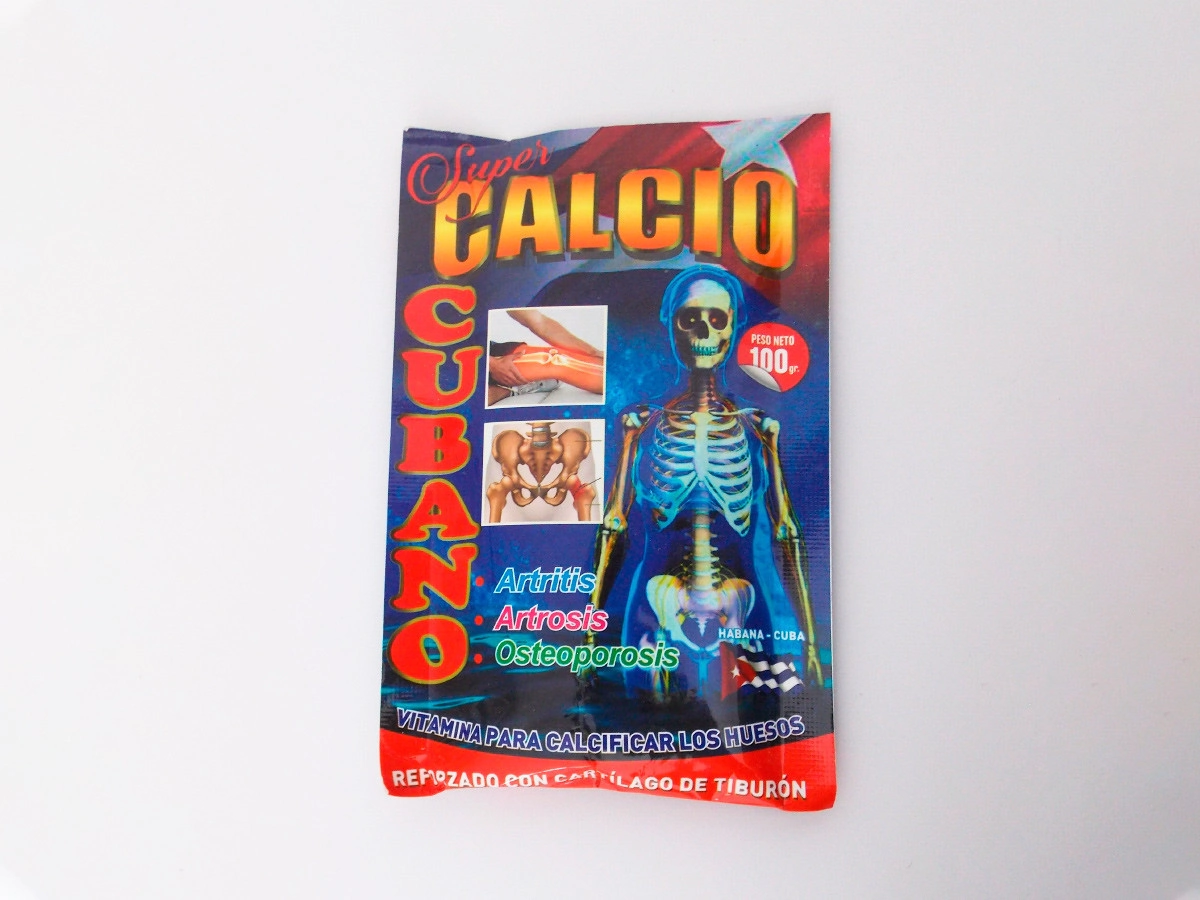 Super
CALCIO
CUBANO
PESO NETO
100 gr.
• Artritis
• Artrosis
• Osteoporosis
HABANA - CUBA
VITAMINA PARA CALCIFICAR LOS HUESOS
REFORZADO CON CARTÍLAGO DE TIBURÓN